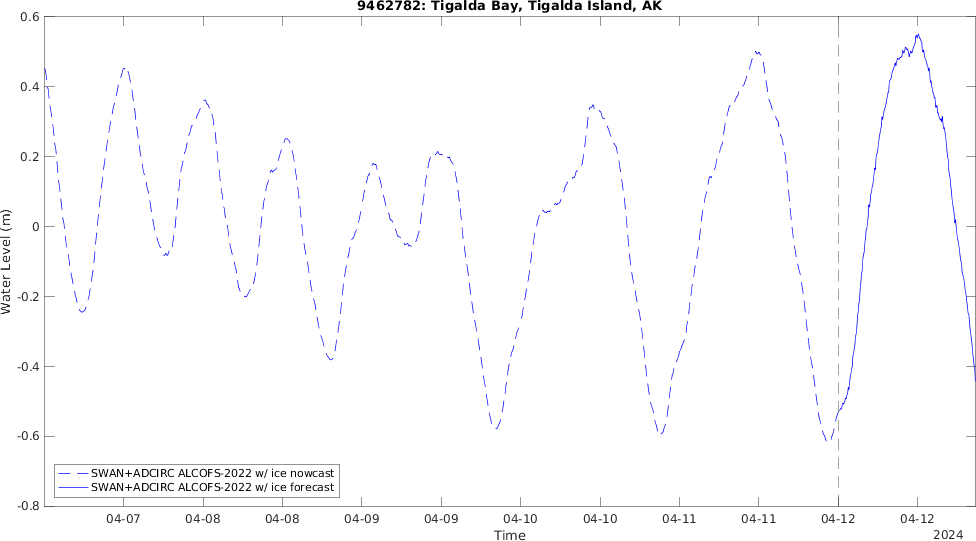 9462782: Tigalda Bay, Tigalda Island, AK
0.6
0.4
0.2
0
-0.2
-0.4
-0.6
-0.8
Water Level (m)
SWAN+ADCIRC ALCOFS-2022 w/ ice nowcast
SWAN+ADCIRC ALCOFS-2022 w/ ice forecast
04-07 04-08 04-08 04-09 04-09 04-10 04-10 04-11 04-11 04-12 04-12
Time
2024